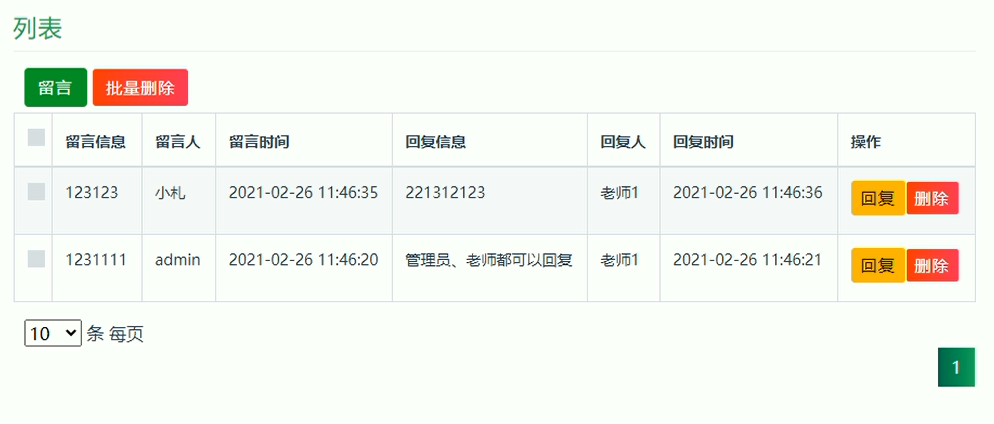 列表
留言 批量删除
留言信息 留言人 留言时间 回复信息 回复人 回复时间 操作
123123 小札 2021-02-26 11:46:35 221312123 老师1 2021-02-26 11:46:36 回复 删除
1231111 admin 2021-02-26 11:46:20 管理员、老师都可以回复 老师1 2021-02-26 11:46:21 回复 删除
10 条 每页
1